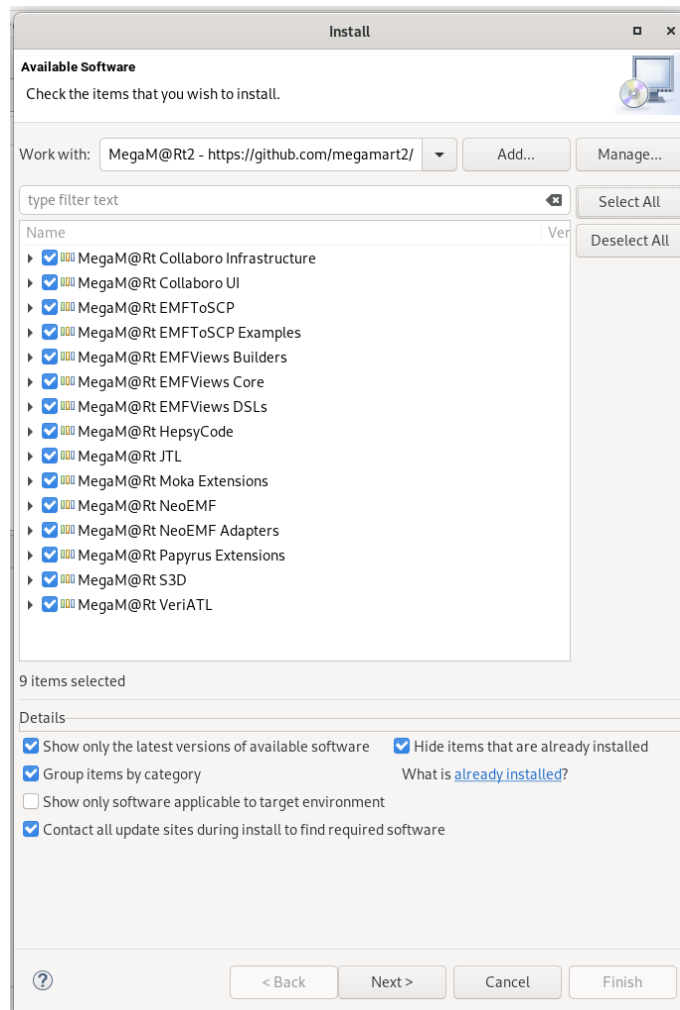 Install
Available Software
Check the items that you wish to install.
Work with: MegaM@Rt2 - https://github.com/megamart2/ Add... Manage...
type filter text Select All
Name Ver Deselect All
MegaM@Rt Collaboro Infrastructure
MegaM@Rt Collaboro UI
MegaM@Rt EMFToSCP
MegaM@Rt EMFToSCP Examples
MegaM@Rt EMFViews Builders
MegaM@Rt EMFViews Core
MegaM@Rt EMFViews DSLs
MegaM@Rt HepsyCode
MegaM@Rt JTL
MegaM@Rt Moka Extensions
MegaM@Rt NeoEMF
MegaM@Rt NeoEMF Adapters
MegaM@Rt Papyrus Extensions
MegaM@Rt S3D
MegaM@Rt VeriATL
9 items selected
Details
Show only the latest versions of available software Hide items that are already installed
Group items by category What is already installed?
Show only software applicable to target environment
Contact all update sites during install to find required software
? < Back Next > Cancel Finish